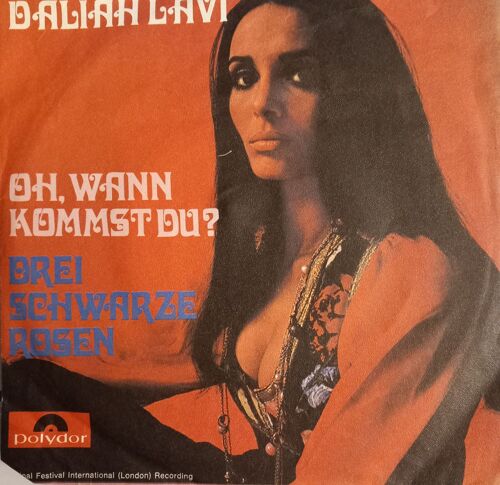 DALIAH LAVI
OH, WANN
KOMMST DU?
DREI
SCHWARZE
ROSEN
polydor
Festival International (London) Recording